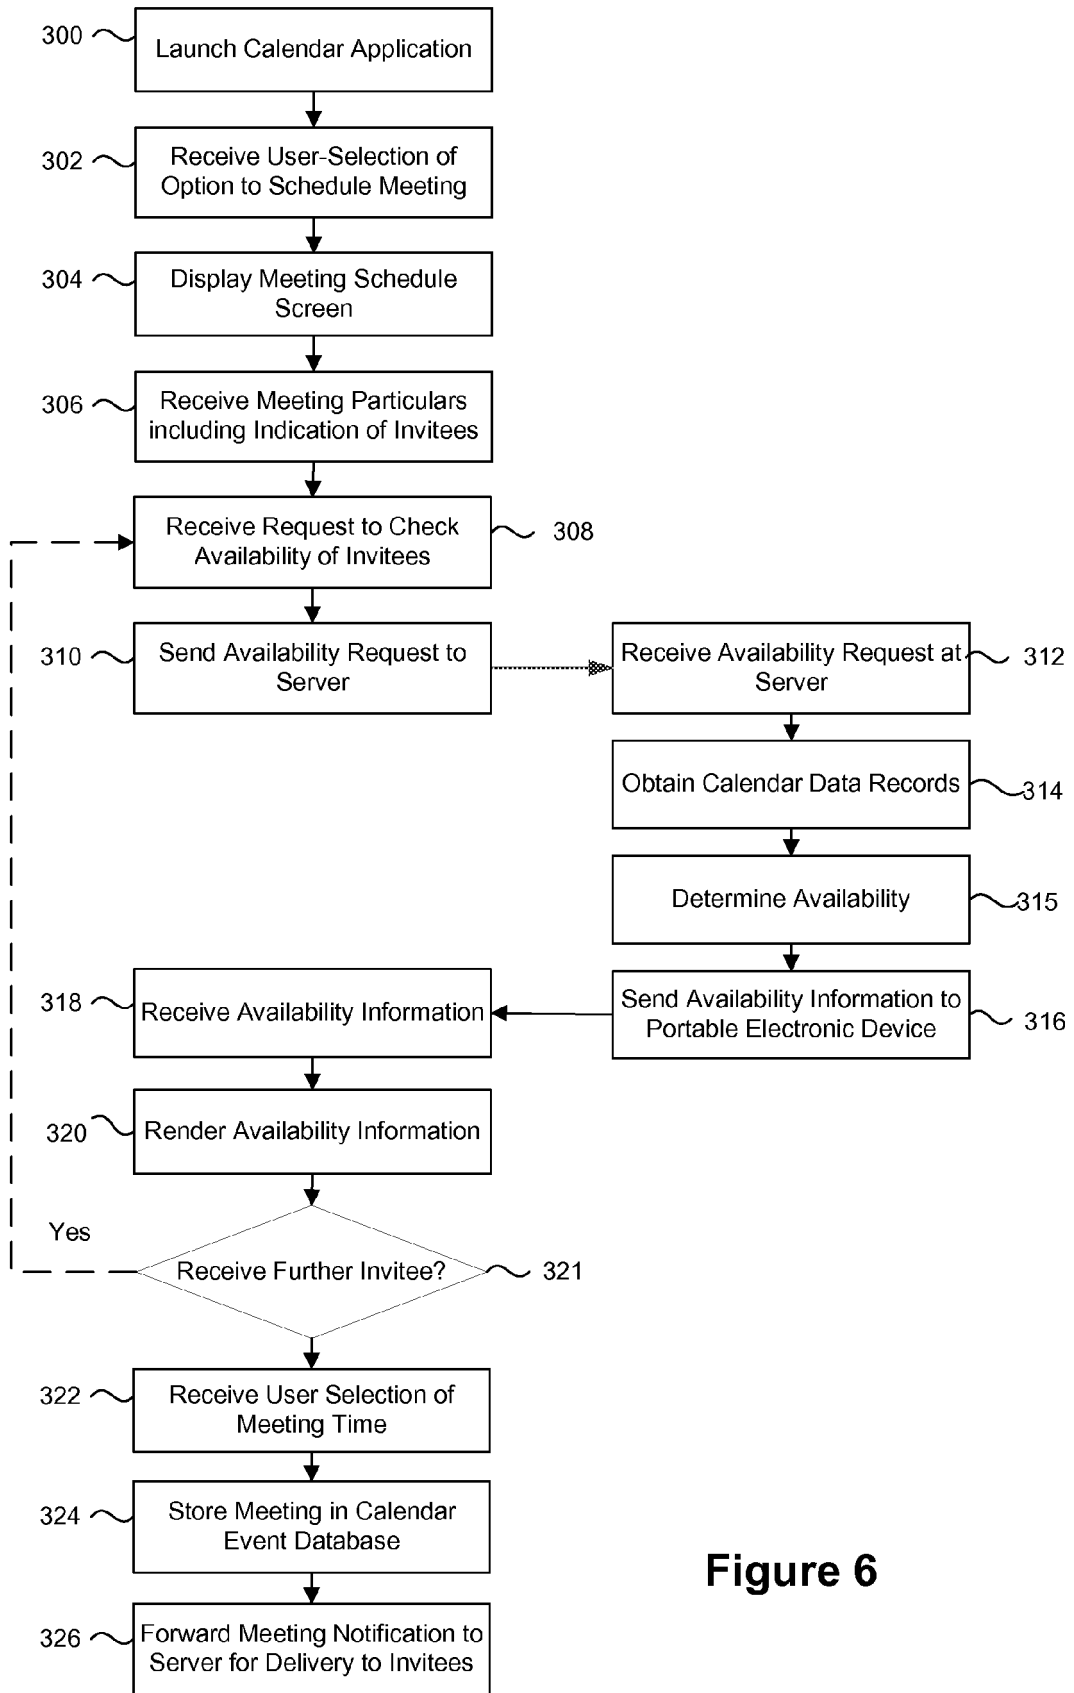 300
Launch Calendar Application
302
Receive User-Selection of
Option to Schedule Meeting
304
Display Meeting Schedule
Screen
306
Receive Meeting Particulars
including Indication of Invitees
Receive Request to Check
Availability of Invitees
308
310
Send Availability Request to
Server
Receive Availability Request at
Server
312
Obtain Calendar Data Records
314
Determine Availability
315
Send Availability Information to
Portable Electronic Device
316
318
Receive Availability Information
320
Render Availability Information
Yes
Receive Further Invitee?
321
322
Receive User Selection of
Meeting Time
324
Store Meeting in Calendar
Event Database
326
Forward Meeting Notification to
Server for Delivery to Invitees
Figure 6